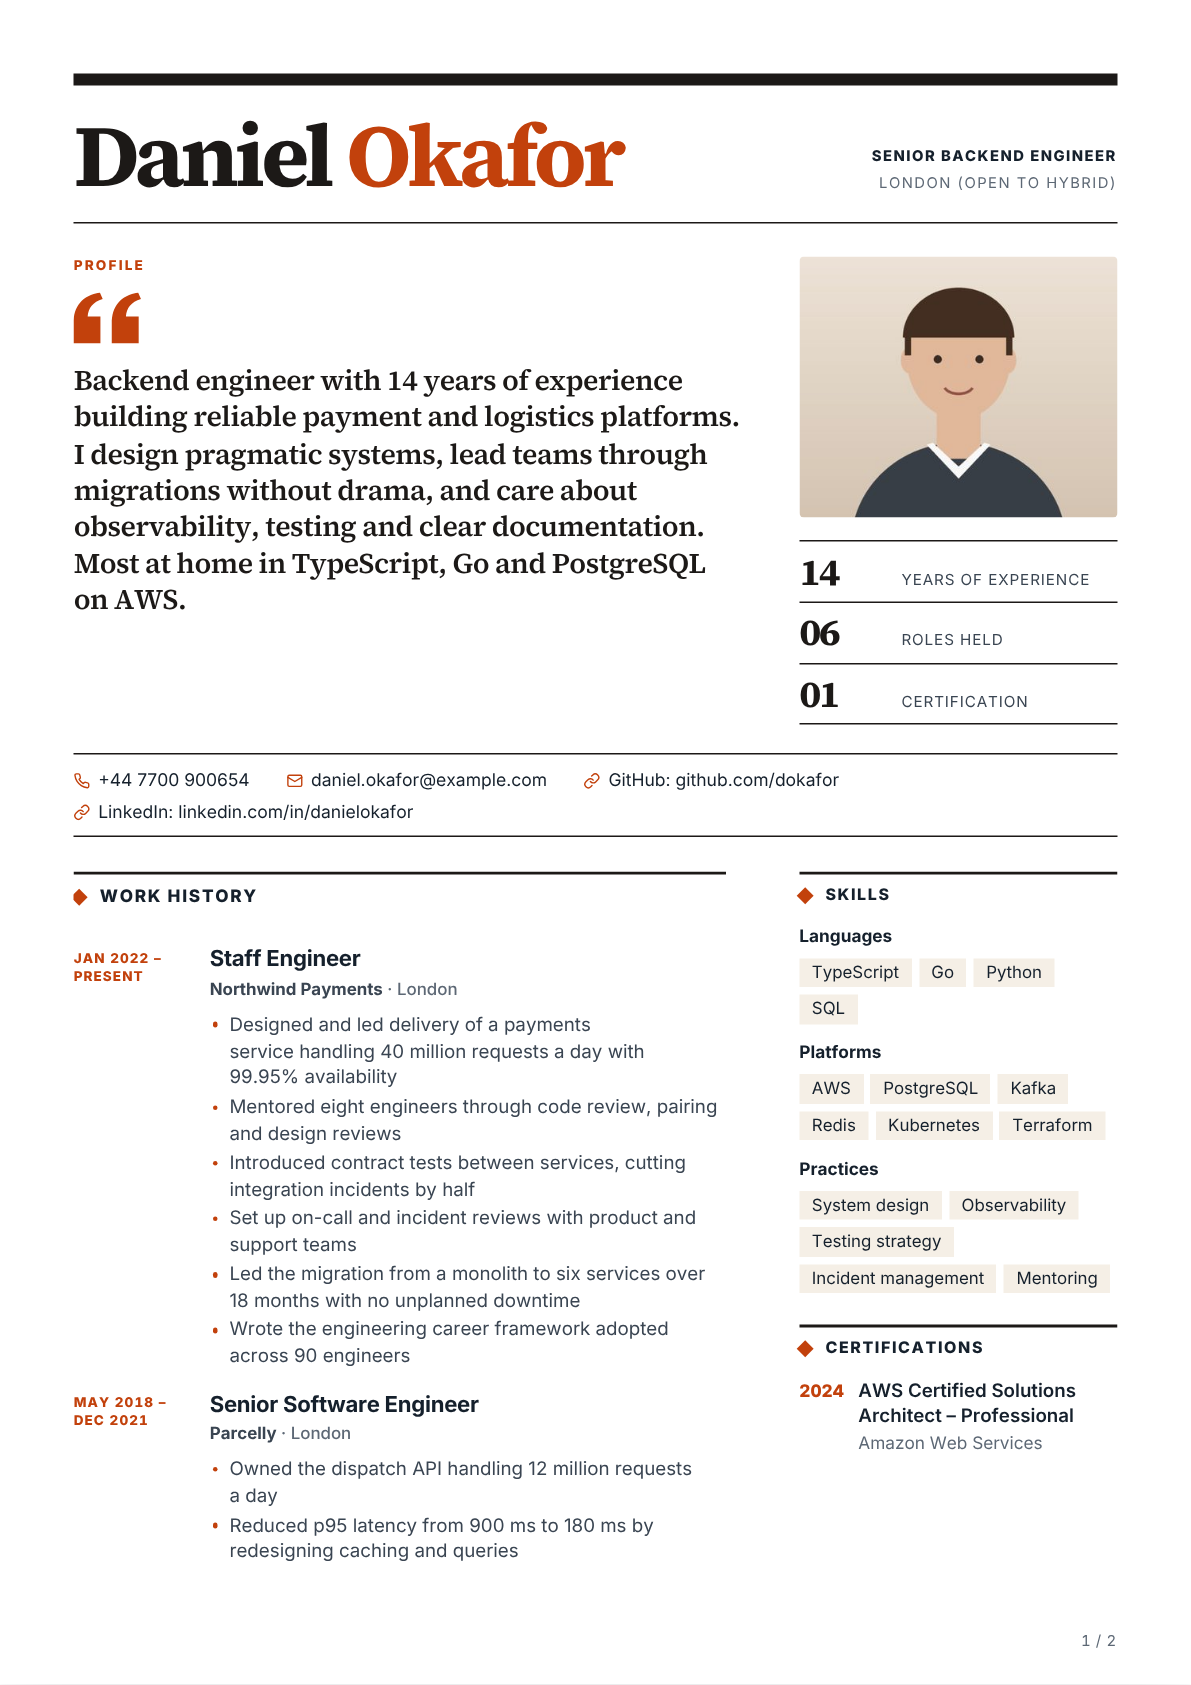 Daniel Okafor
SENIOR BACKEND ENGINEER
LONDON (OPEN TO HYBRID)
PROFILE
“
Backend engineer with 14 years of experience
building reliable payment and logistics platforms.
I design pragmatic systems, lead teams through
migrations without drama, and care about
observability, testing and clear documentation.
Most at home in TypeScript, Go and PostgreSQL
on AWS.
14 YEARS OF EXPERIENCE
06 ROLES HELD
01 CERTIFICATION
+44 7700 900654 daniel.okafor@example.com GitHub: github.com/dokafor
LinkedIn: linkedin.com/in/danielokafor
WORK HISTORY
JAN 2022 –
PRESENT
Staff Engineer
Northwind Payments · London
• Designed and led delivery of a payments
service handling 40 million requests a day with
99.95% availability
• Mentored eight engineers through code review, pairing
and design reviews
• Introduced contract tests between services, cutting
integration incidents by half
• Set up on-call and incident reviews with product and
support teams
• Led the migration from a monolith to six services over
18 months with no unplanned downtime
• Wrote the engineering career framework adopted
across 90 engineers
MAY 2018 –
DEC 2021
Senior Software Engineer
Parcelly · London
• Owned the dispatch API handling 12 million requests
a day
• Reduced p95 latency from 900 ms to 180 ms by
redesigning caching and queries
SKILLS
Languages
TypeScript Go Python
SQL
Platforms
AWS PostgreSQL Kafka
Redis Kubernetes Terraform
Practices
System design Observability
Testing strategy
Incident management Mentoring
CERTIFICATIONS
2024 AWS Certified Solutions
Architect – Professional
Amazon Web Services
1 / 2